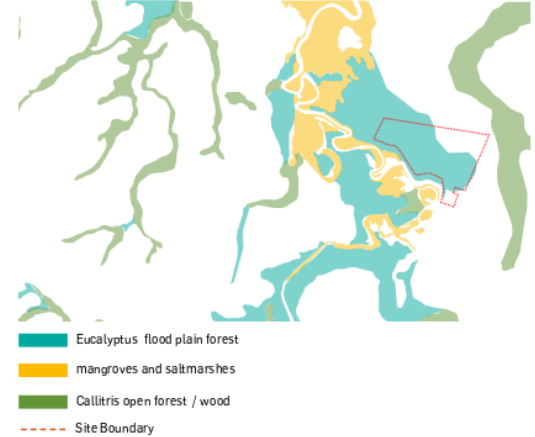 Eucalyptus flood plain forest
mangroves and saltmarshes
Callitris open forest / wood
Site Boundary